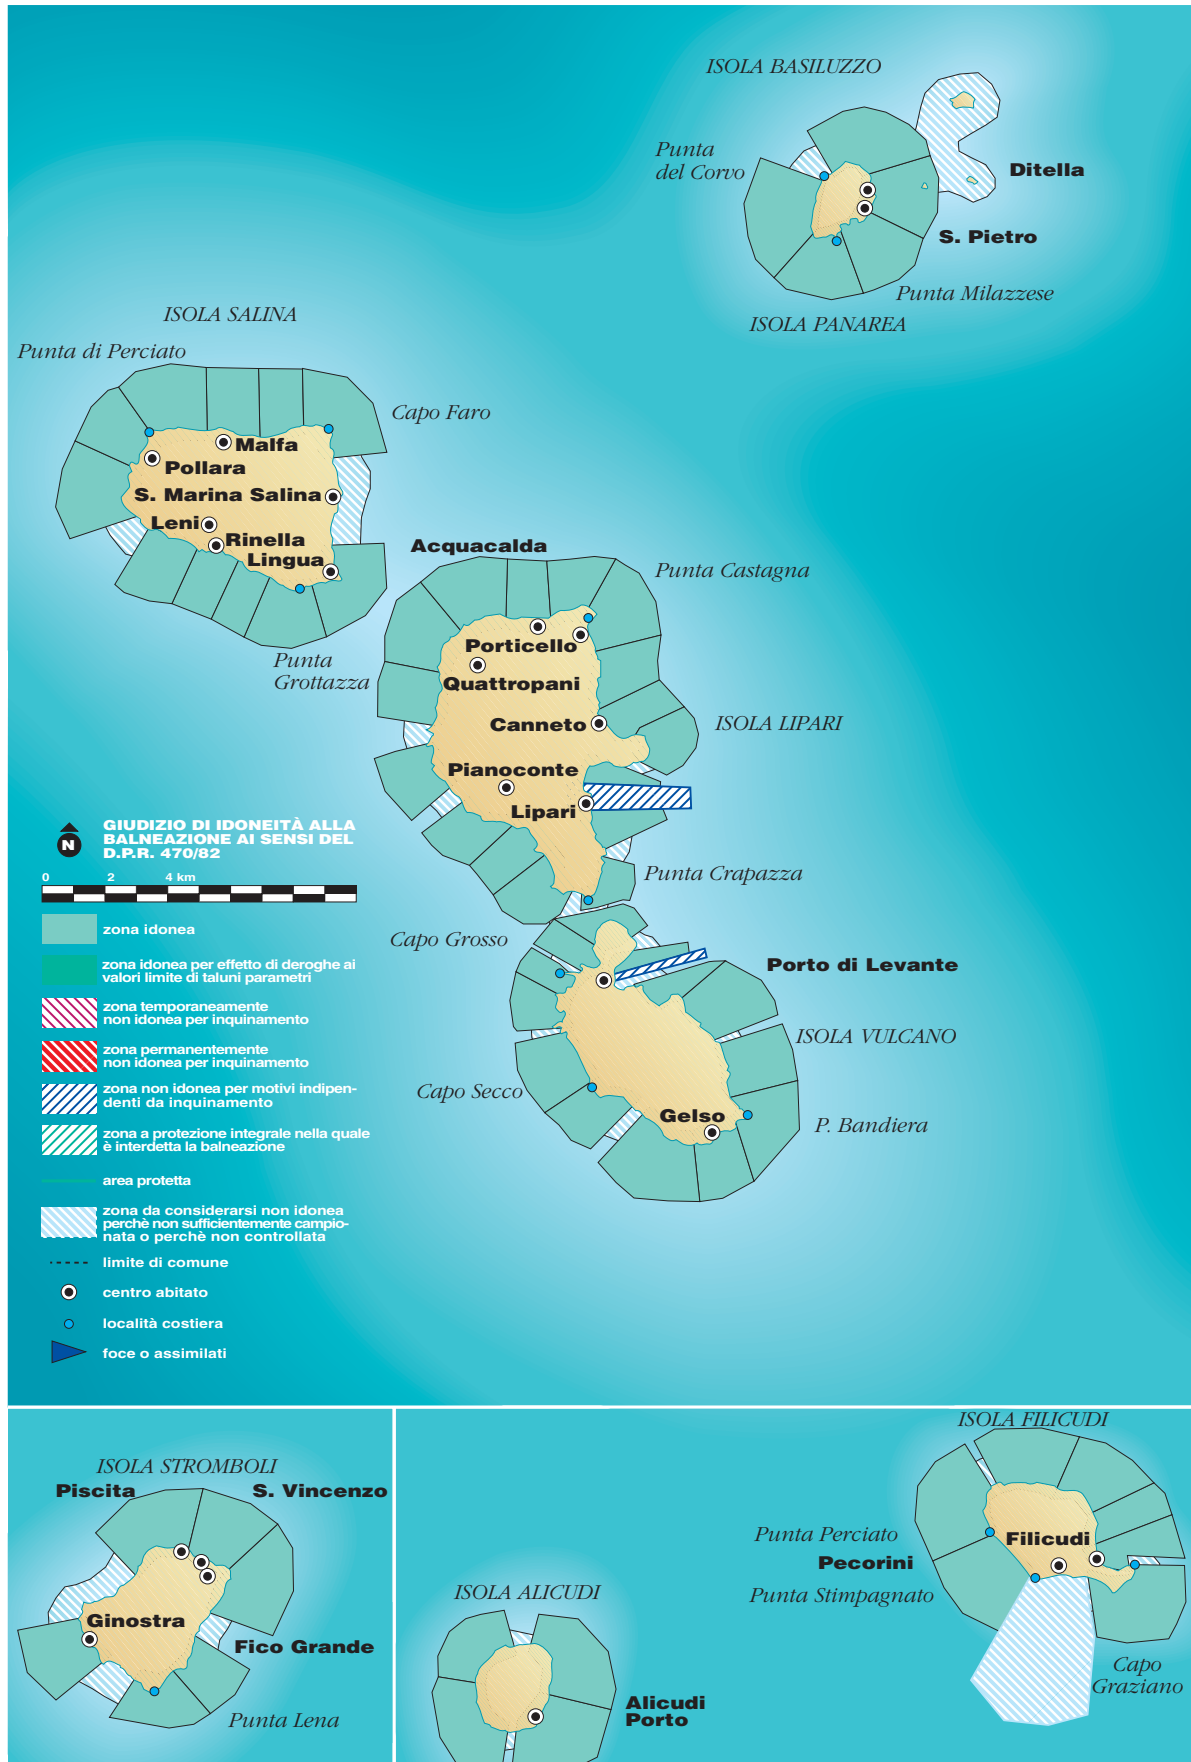 ISOLA BASILUZZO
Punta
del Corvo
Ditella
S. Pietro
Punta Milazzese
ISOLA PANAREA
ISOLA SALINA
Punta di Perciato
Capo Faro
Malfa
Pollara
S. Marina Salina
Leni
Rinella
Lingua
Acquacalda
Punta Castagna
Punta
Grottazza
Porticello
Quattropani
Canneto
ISOLA LIPARI
Pianoconte
Lipari
Punta Crapazza
Capo Grosso
Porto di Levante
ISOLA VULCANO
Capo Secco
Gelso
P. Bandiera
N
GIUDIZIO DI IDONEITÀ ALLA
BALNEAZIONE AI SENSI DEL
D.P.R. 470/82
0 2 4 km
zona idonea
zona idonea per effetto di deroghe ai
valori limite di taluni parametri
zona temporaneamente
non idonea per inquinamento
zona permanentemente
non idonea per inquinamento
zona non idonea per motivi indipen-
denti da inquinamento
zona a protezione integrale nella quale
è interdetta la balneazione
area protetta
zona da considerarsi non idonea
perchè non sufficientemente campio-
nata o perchè non controllata
limite di comune
centro abitato
località costiera
foce o assimilati
ISOLA STROMBOLI
Piscita
S. Vincenzo
Ginostra
Fico Grande
Punta Lena
ISOLA ALICUDI
Alicudi
Porto
ISOLA FILICUDI
Punta Perciato
Filicudi
Pecorini
Punta Stimpagnato
Capo
Graziano